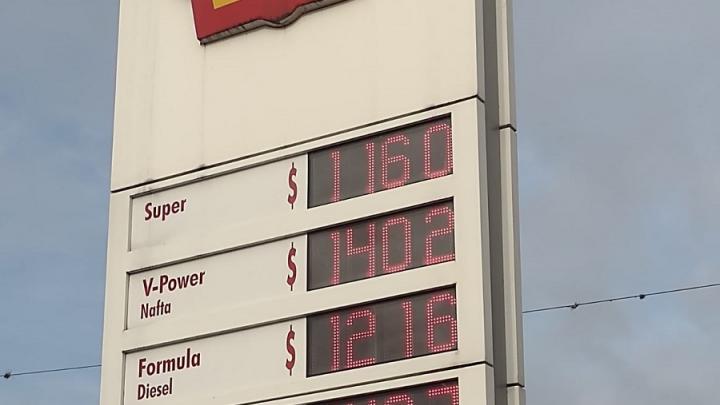 Super $ 1160
V-Power $ 1402
Nafta
Formula $ 1216
Diesel